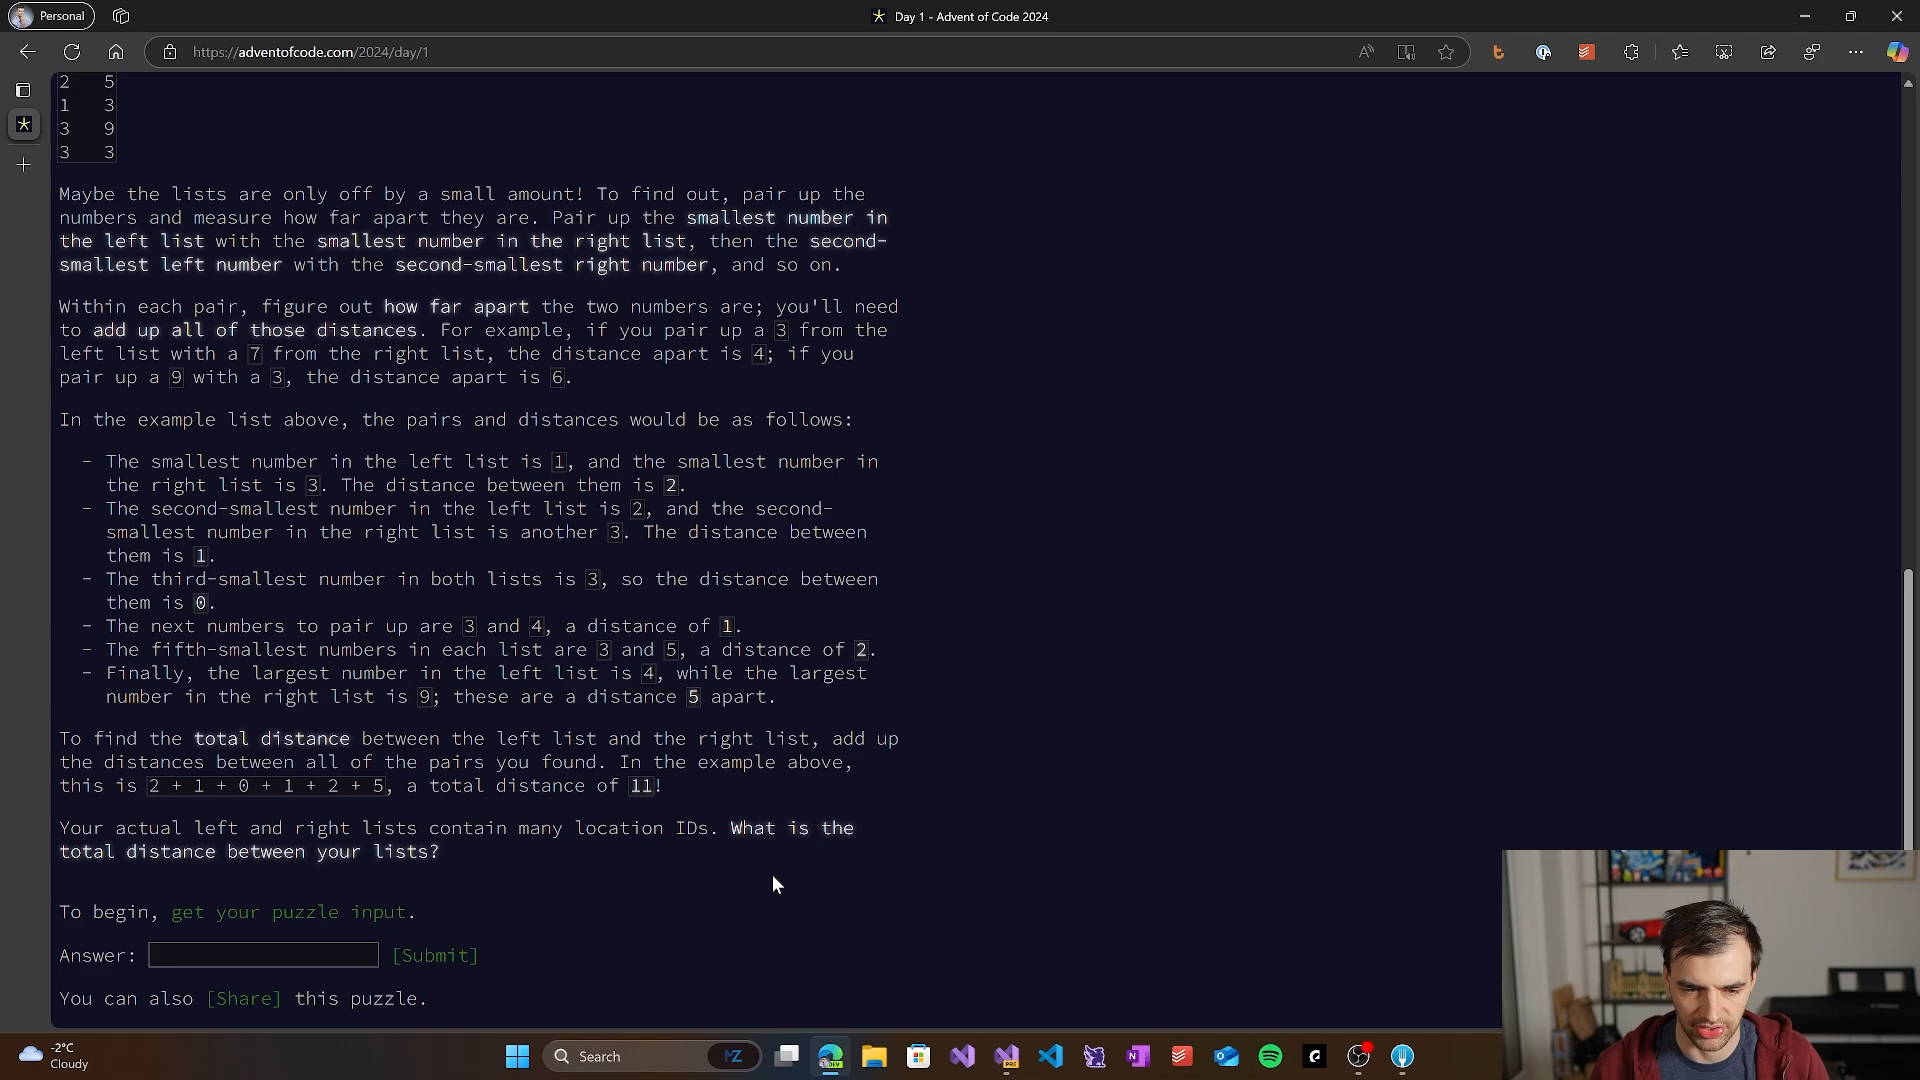 Personal
Day 1 - Advent of Code 2024
https://adventofcode.com/2024/day/1
2 5
1 3
3 9
3 3
Maybe the lists are only off by a small amount! To find out, pair up the
numbers and measure how far apart they are. Pair up the smallest number in
the left list with the smallest number in the right list, then the second-
smallest left number with the second-smallest right number, and so on.
Within each pair, figure out how far apart the two numbers are; you'll need
to add up all of those distances. For example, if you pair up a 3 from the
left list with a 7 from the right list, the distance apart is 4; if you
pair up a 9 with a 3, the distance apart is 6.
In the example list above, the pairs and distances would be as follows:
- The smallest number in the left list is 1, and the smallest number in
the right list is 3. The distance between them is 2.
- The second-smallest number in the left list is 2, and the second-
smallest number in the right list is another 3. The distance between
them is 1.
- The third-smallest number in both lists is 3, so the distance between
them is 0.
- The next numbers to pair up are 3 and 4, a distance of 1.
- The fifth-smallest numbers in each list are 3 and 5, a distance of 2.
- Finally, the largest number in the left list is 4, while the largest
number in the right list is 9; these are a distance 5 apart.
To find the total distance between the left list and the right list, add up
the distances between all of the pairs you found. In the example above,
this is 2 + 1 + 0 + 1 + 2 + 5, a total distance of 11!
Your actual left and right lists contain many location IDs. What is the
total distance between your lists?
To begin, get your puzzle input.
Answer: [Submit]
You can also [Share] this puzzle.
-2°C
Cloudy
Search
MZ
DEV
PRE